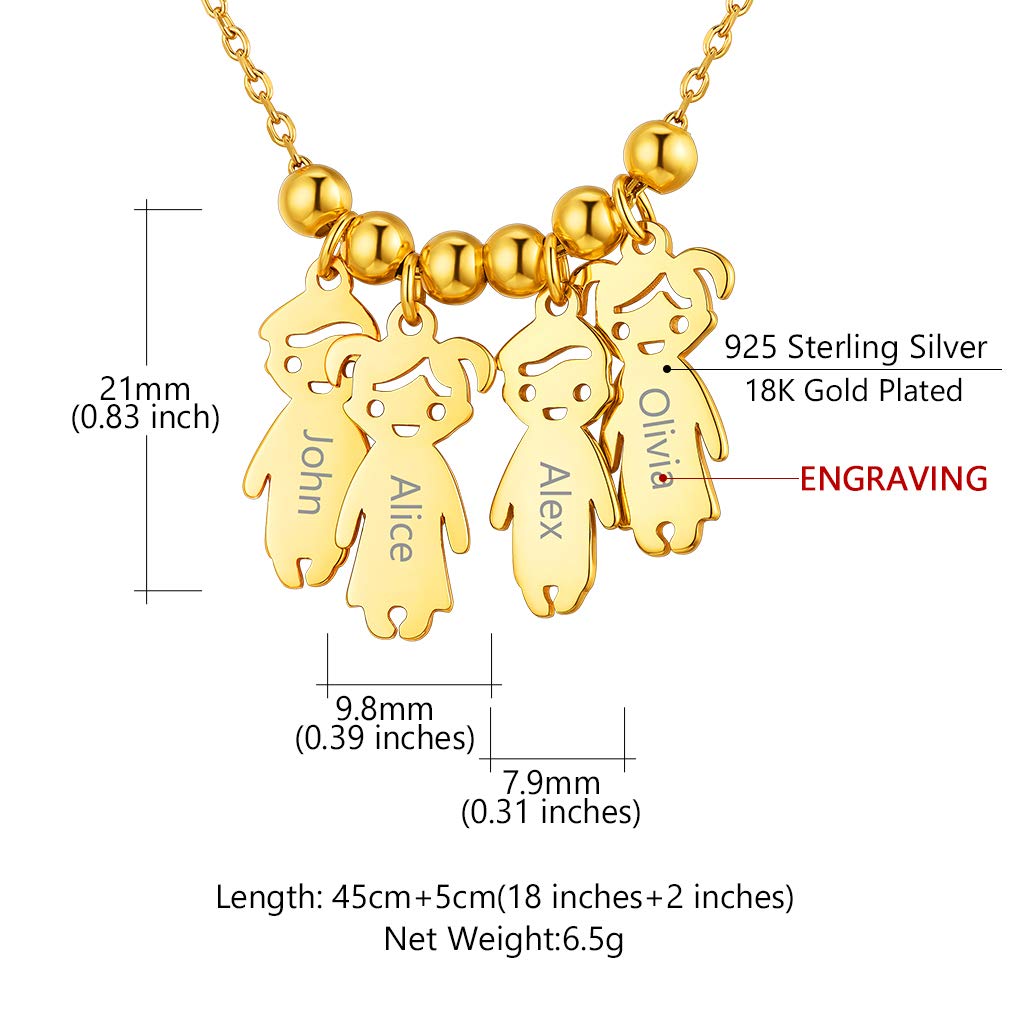 21mm
(0.83 inch)
925 Sterling Silver
18K Gold Plated
John
Alice
Alex
Olivia
ENGRAVING
9.8mm
(0.39 inches)
7.9mm
(0.31 inches)
Length: 45cm+5cm(18 inches+2 inches)
Net Weight:6.5g